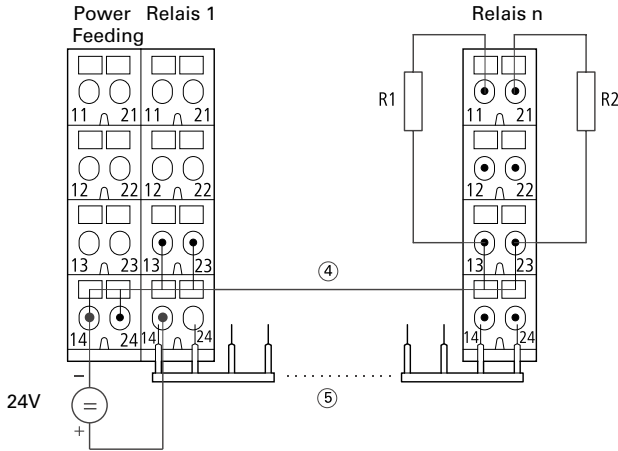 Power Relais 1 Relais n
Feeding
R1 R2
11 21 11 21 11 21
12 22 12 22 12 22
13 23 13 23 13 23
④
14 24 14 24 14 24
–
24V =
+
⑤